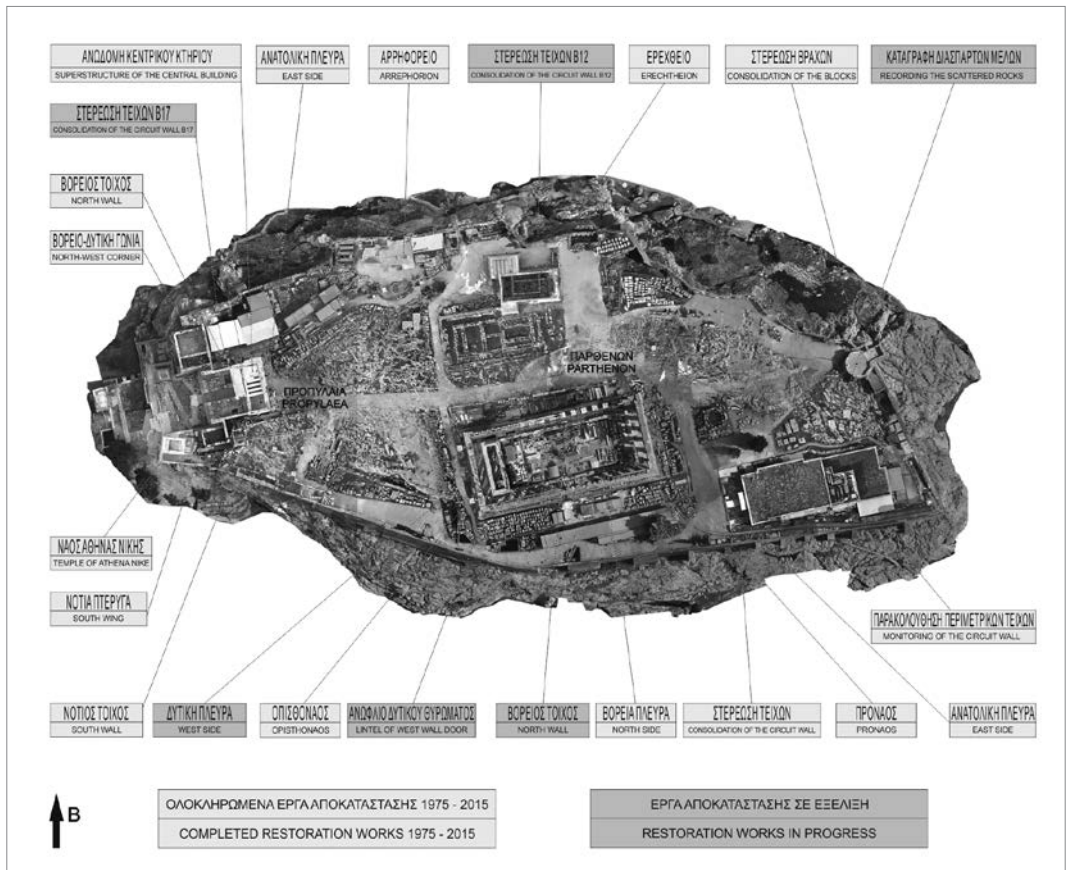 ΑΝΩΔΟΜΗ ΚΕΝΤΡΙΚΟΥ ΚΤΗΡΙΟΥ
SUPERSTRUCTURE OF THE CENTRAL BUILDING
ΑΝΑΤΟΛΙΚΗ ΠΛΕΥΡΑ
EAST SIDE
ΑΡΡΗΦΟΡΕΙΟ
ARREPHORION
ΣΤΕΡΕΩΣΗ ΤΕΙΧΩΝ Β12
CONSOLIDATION OF THE CIRCUIT WALL B12
ΕΡΕΧΘΕΙΟ
ERECHTHEION
ΣΤΕΡΕΩΣΗ ΒΡΑΧΩΝ
CONSOLIDATION OF THE BLOCKS
ΚΑΤΑΓΡΑΦΗ ΔΙΑΣΠΑΡΤΩΝ ΜΕΛΩΝ
RECORDING THE SCATTERED ROCKS
ΣΤΕΡΕΩΣΗ ΤΕΙΧΩΝ Β17
CONSOLIDATION OF THE CIRCUIT WALL B17
ΒΟΡΕΙΟΣ ΤΟΙΧΟΣ
NORTH WALL
ΒΟΡΕΙΟ-ΔΥΤΙΚΗ ΓΩΝΙΑ
NORTH-WEST CORNER
ΠΑΡΘΕΝΩΝ
PARTHENON
ΠΡΟΠΥΛΑΙΑ
PROPYLAEA
ΝΑΟΣ ΑΘΗΝΑΣ ΝΙΚΗΣ
TEMPLE OF ATHENA NIKE
ΝΟΤΙΑ ΠΤΕΡΥΓΑ
SOUTH WING
ΠΑΡΑΚΟΛΟΥΘΗΣΗ ΠΕΡΙΜΕΤΡΙΚΩΝ ΤΕΙΧΩΝ
MONITORING OF THE CIRCUIT WALL
ΝΟΤΙΟΣ ΤΟΙΧΟΣ
SOUTH WALL
ΔΥΤΙΚΗ ΠΛΕΥΡΑ
WEST SIDE
ΟΠΙΣΘΟΝΑΟΣ
OPISTHONAOS
ΑΝΩΦΛΙΟ ΔΥΤΙΚΟΥ ΘΥΡΩΜΑΤΟΣ
LINTEL OF WEST WALL DOOR
ΒΟΡΕΙΟΣ ΤΟΙΧΟΣ
NORTH WALL
ΒΟΡΕΙΑ ΠΛΕΥΡΑ
NORTH SIDE
ΣΤΕΡΕΩΣΗ ΤΕΙΧΩΝ
CONSOLIDATION OF THE CIRCUIT WALL
ΠΡΟΝΑΟΣ
PRONAOS
ΑΝΑΤΟΛΙΚΗ ΠΛΕΥΡΑ
EAST SIDE
Β
ΟΛΟΚΛΗΡΩΜΕΝΑ ΕΡΓΑ ΑΠΟΚΑΤΑΣΤΑΣΗΣ 1975 - 2015
COMPLETED RESTORATION WORKS 1975 - 2015
ΕΡΓΑ ΑΠΟΚΑΤΑΣΤΑΣΗΣ ΣΕ ΕΞΕΛΙΞΗ
RESTORATION WORKS IN PROGRESS